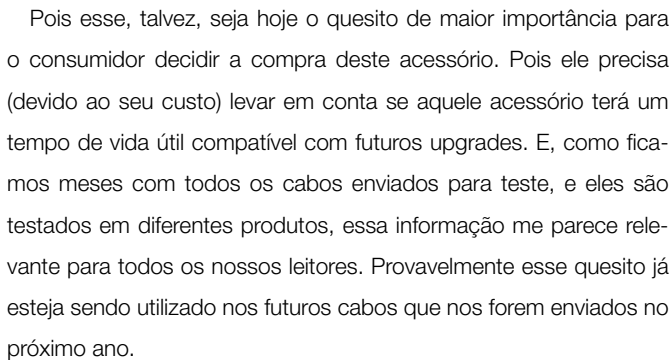 Pois esse, talvez, seja hoje o quesito de maior importância para
o consumidor decidir a compra deste acessório. Pois ele precisa
(devido ao seu custo) levar em conta se aquele acessório terá um
tempo de vida útil compatível com futuros upgrades. E, como fica-
mos meses com todos os cabos enviados para teste, e eles são
testados em diferentes produtos, essa informação me parece rele-
vante para todos os nossos leitores. Provavelmente esse quesito já
esteja sendo utilizado nos futuros cabos que nos forem enviados no
próximo ano.